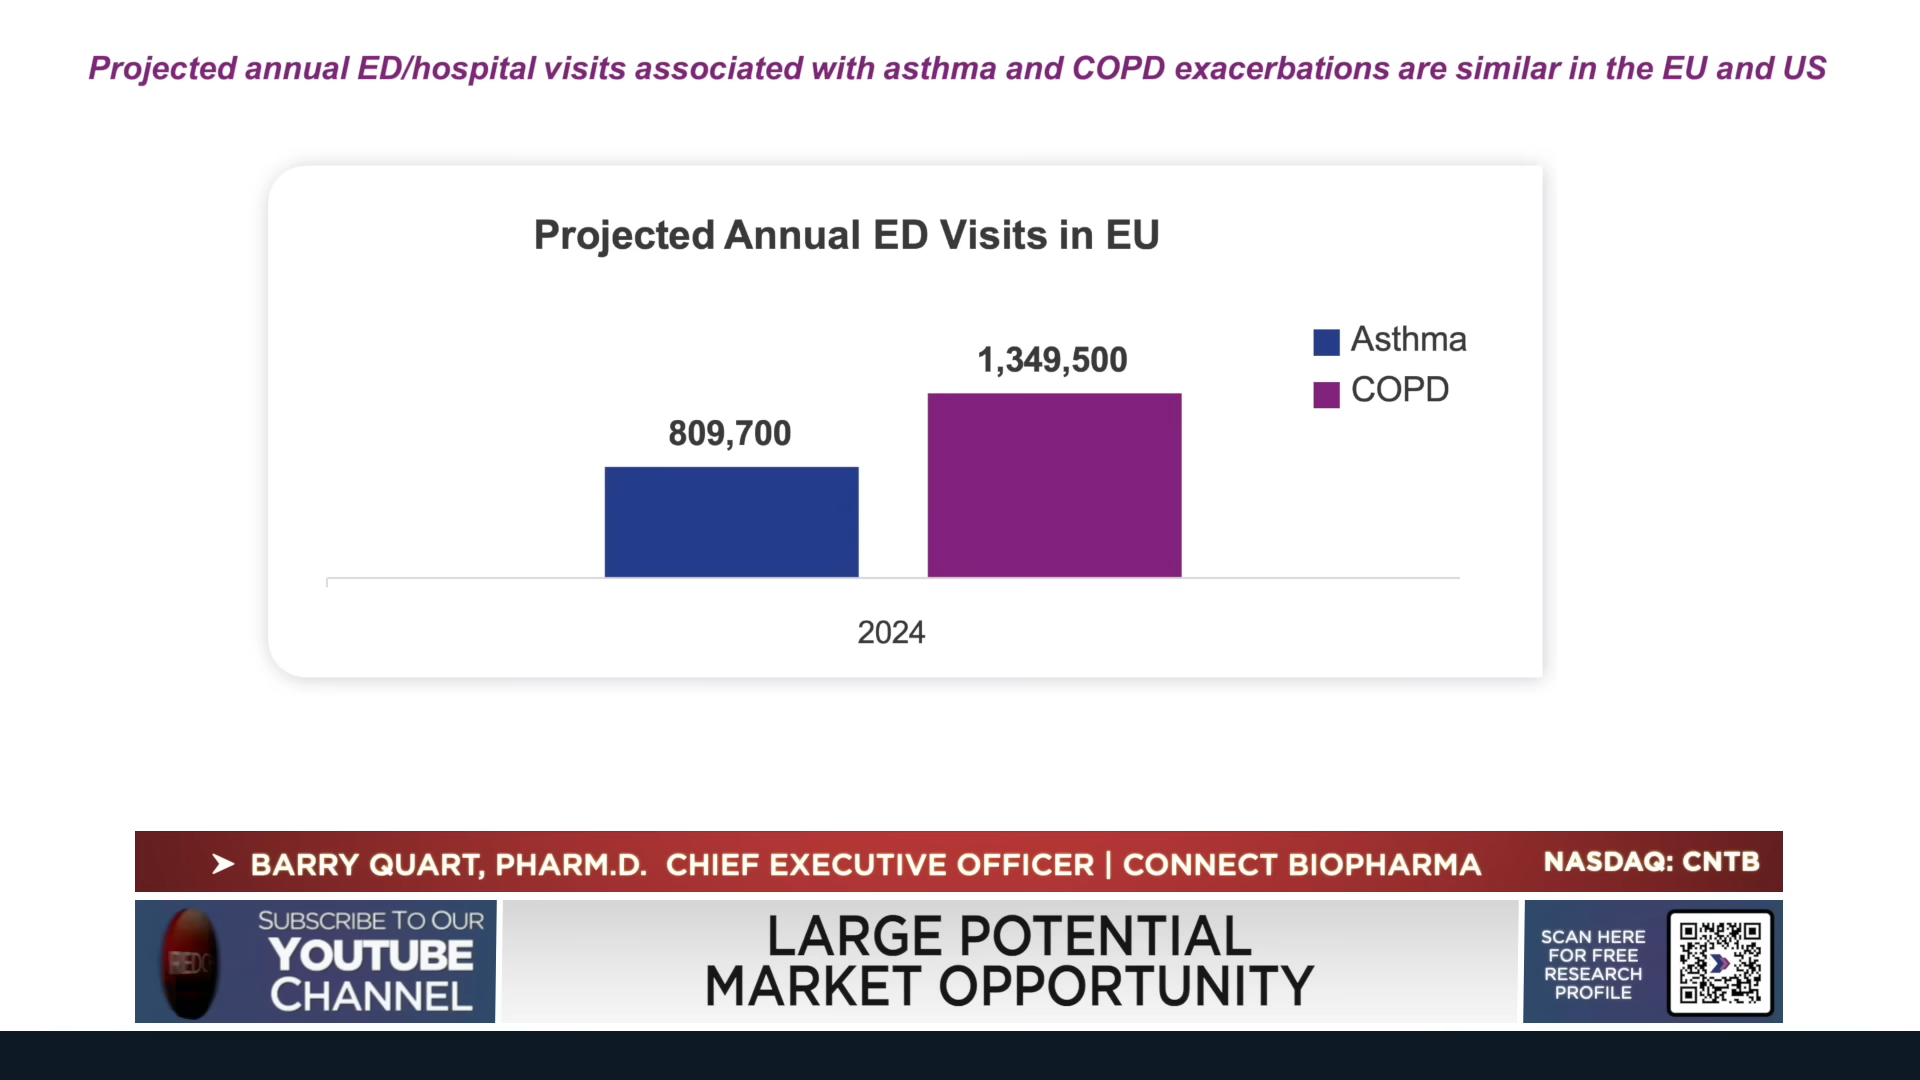 Projected annual ED/hospital visits associated with asthma and COPD exacerbations are similar in the EU and US
Projected Annual ED Visits in EU
Asthma
COPD
1,349,500
809,700
2024
➤ BARRY QUART, PHARM.D. CHIEF EXECUTIVE OFFICER | CONNECT BIOPHARMA
NASDAQ: CNTB
SUBSCRIBE TO OUR
YOUTUBE
CHANNEL
LARGE POTENTIAL
MARKET OPPORTUNITY
SCAN HERE
FOR FREE
RESEARCH
PROFILE